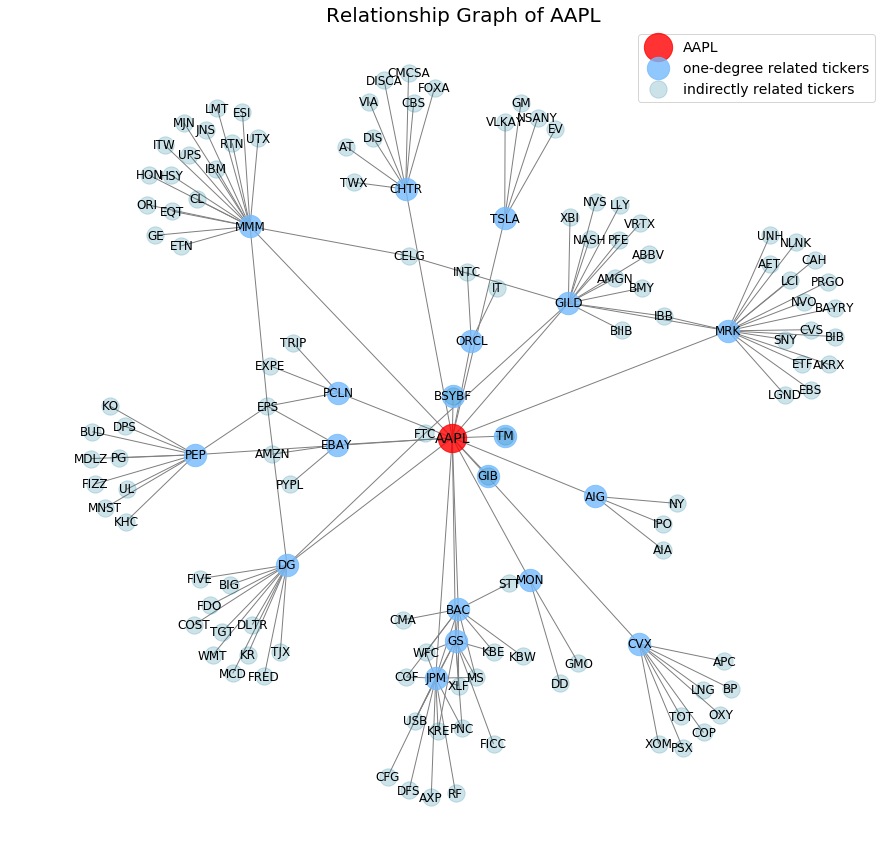 Relationship Graph of AAPL
AAPL
one-degree related tickers
indirectly related tickers
CMCSA
DISCA
FOXA
VIA
CBS
GM
LMT
ESI
MJN
JNS
VLKAY
NSANY
EV
ITW
RTN
UTX
AT
DIS
UPS
IBM
HON
HSY
TWX
CHTR
CL
ORI
EQT
NVS
LLY
XBI
TSLA
VRTX
MMM
GE
ETN
NASH
PFE
UNH
NLNK
CELG
ABBV
AET
CAH
INTC
AMGN
LCI
PRGO
IT
BMY
GILD
NVO
BAYRY
IBB
BIIB
MRK
CVS
BIB
SNY
ORCL
TRIP
EXPE
ETF
AKRX
PCLN
BSYBF
LGND
EBS
KO
EPS
DPS
BUD
FTC
AAPL
TM
EBAY
MDLZ
PG
PEP
AMZN
GIB
FIZZ
UL
PYPL
AIG
NY
MNST
KHC
IPO
AIA
DG
FIVE
BIG
STT
MON
FDO
BAC
COST
TGT
DLTR
CMA
GS
CVX
WMT
KR
TJX
WFC
KBE
KBW
GMO
APC
MCD
FRED
COF
JPM
XLF
MS
DD
LNG
BP
USB
KRE
PNC
TOT
OXY
COP
FICC
XOM
PSX
CFG
DFS
AXP
RF